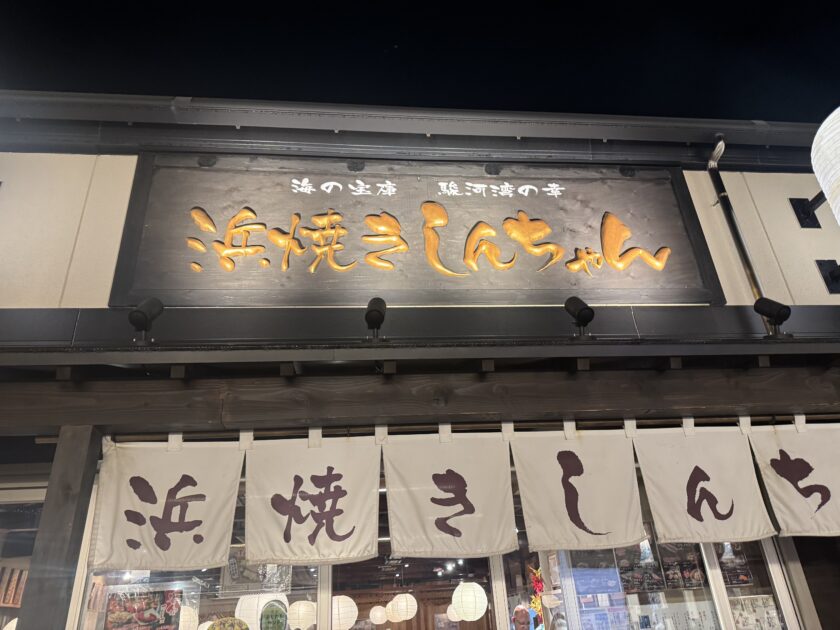 海の宝庫 駿河湾の幸
浜焼きしんちゃん
浜焼きしんち